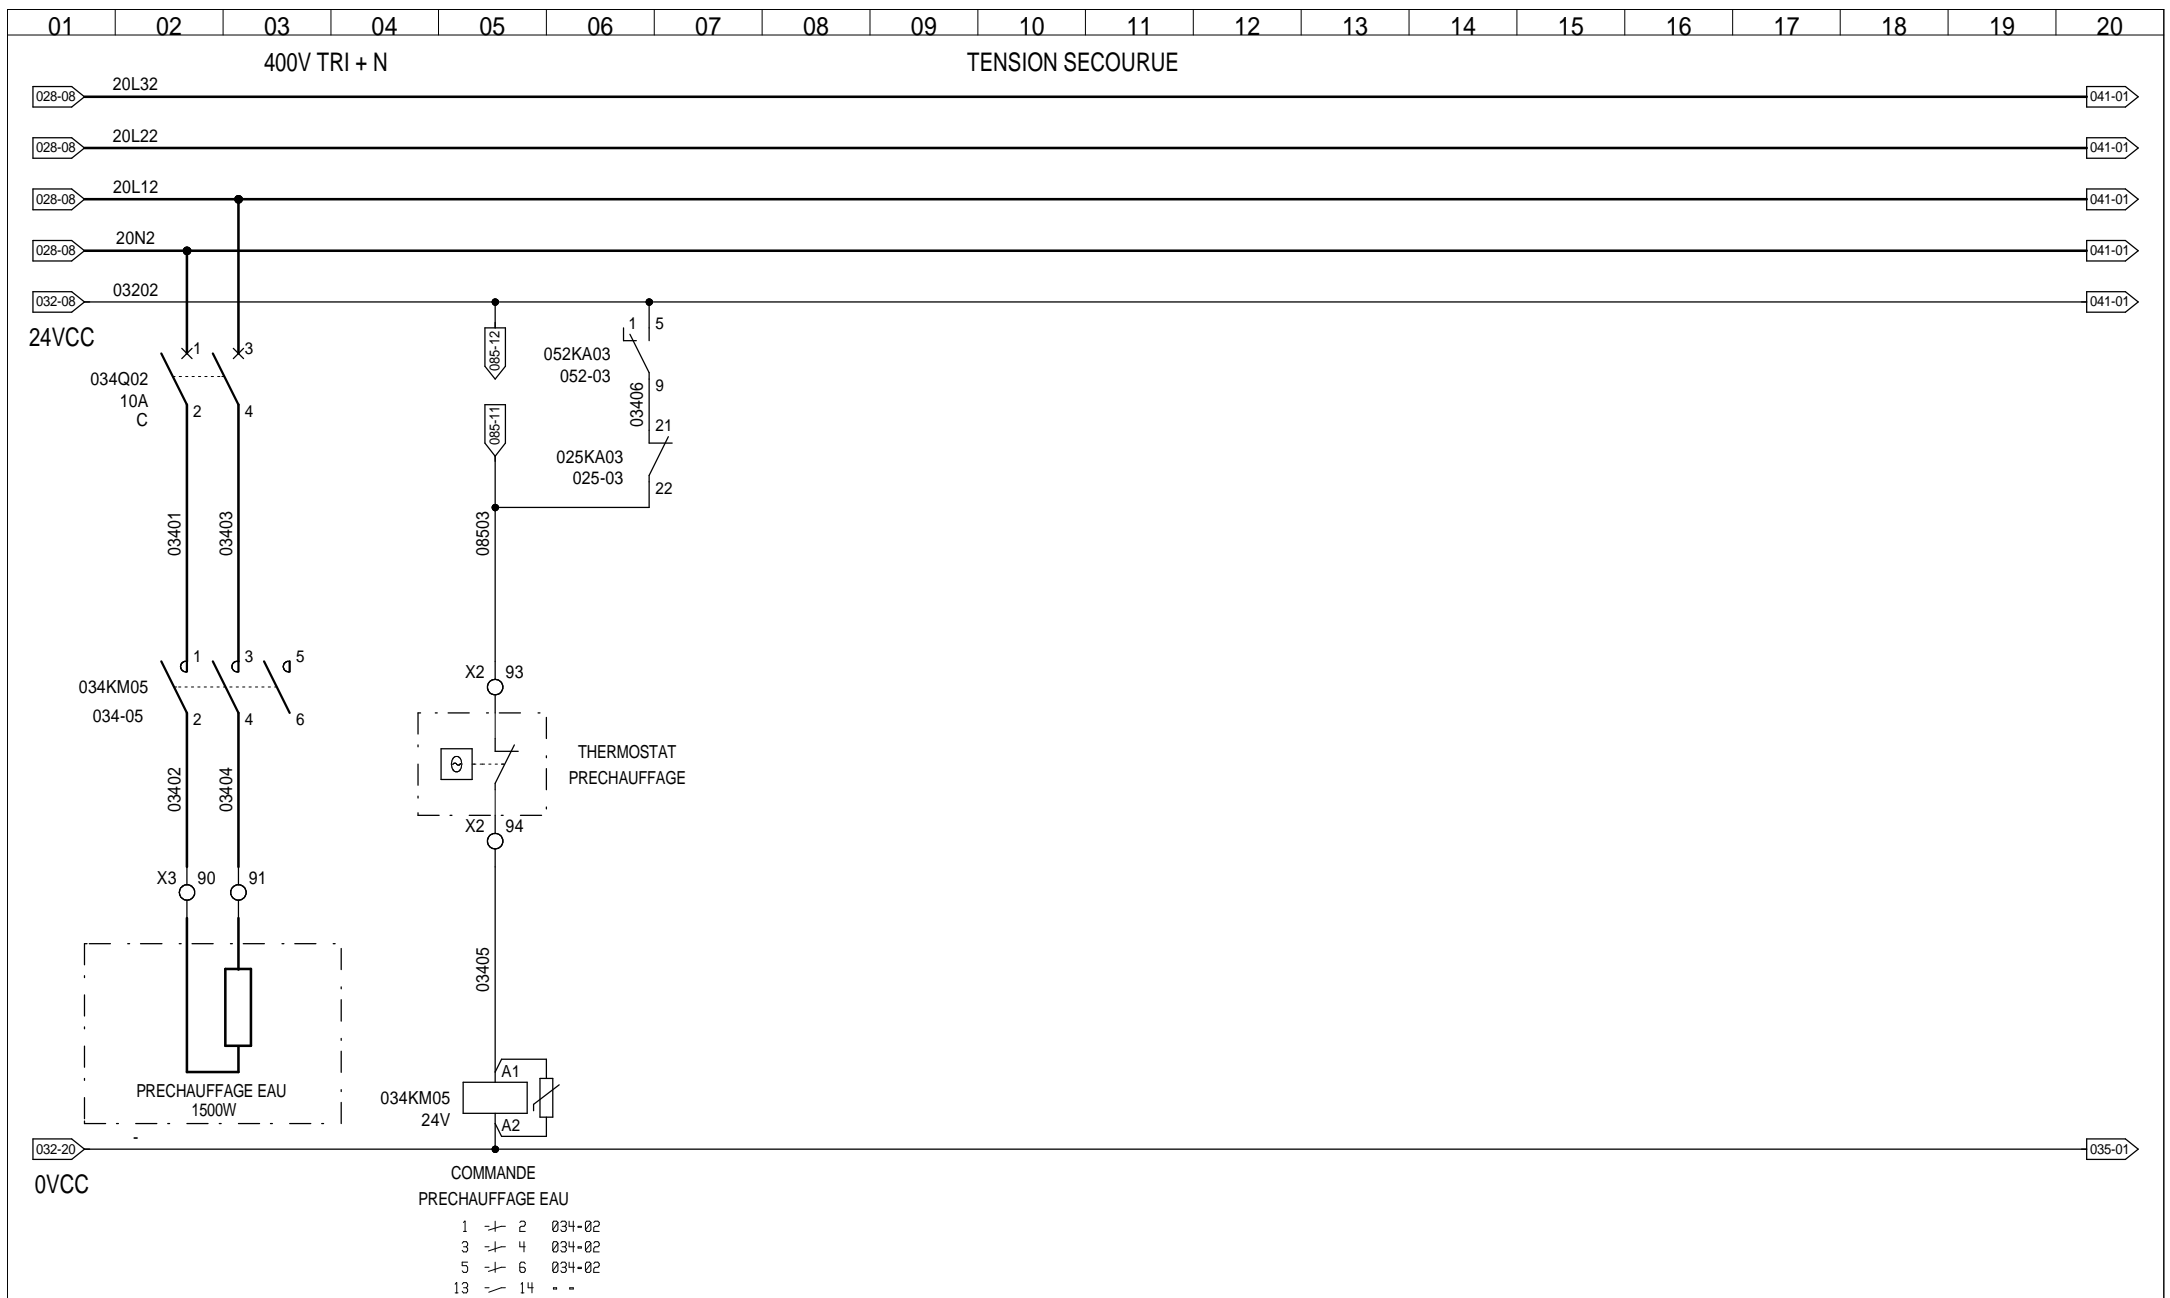 01 02 03 04 05 06 07 08 09 10 11 12 13 14 15 16 17 18 19 20
400V TRI + N TENSION SECOURUE
20L32
028-08 041-01
20L22
028-08 041-01
20L12
028-08 041-01
20N2
028-08 041-01
03202
032-08 041-01
24VCC
1 3
034Q02
10A
C
2 4
085-12
085-11
1 5
052KA03
052-03
9
03406
21
025KA03
025-03
22
03401
03403
08503
1 3 5
034KM05
034-05
2 4 6
X2 93
THERMOSTAT
PRECHAUFFAGE
θ
X2 94
03402
03404
X3 90 91
03405
PRECHAUFFAGE EAU
1500W
-
A1
034KM05
24V
A2
032-20 035-01
0VCC
COMMANDE
PRECHAUFFAGE EAU
1 2 034-02
3 4 034-02
5 6 034-02
13 14 - -